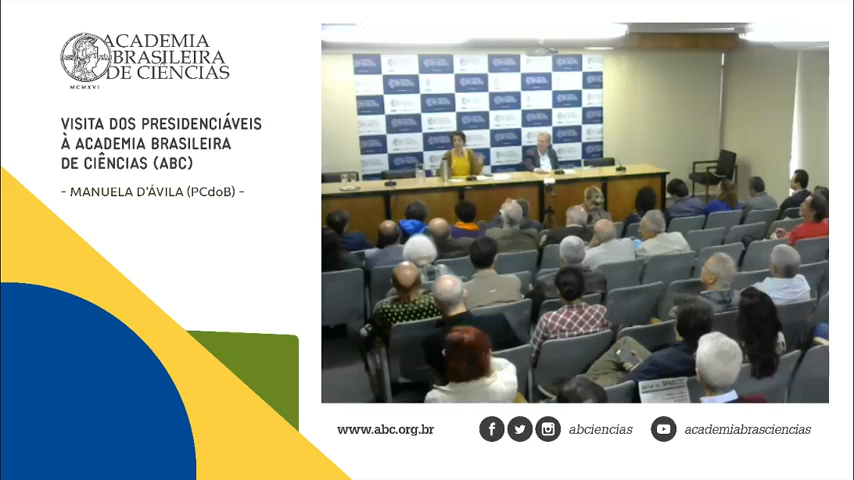 ACADEMIA
BRASILEIRA
DE CIÊNCIAS
MCMXVI
VISITA DOS PRESIDENCIÁVEIS
À ACADEMIA BRASILEIRA
DE CIÊNCIAS (ABC)
- MANUELA D'ÁVILA (PCdoB) -
www.abc.org.br
abciencias
academiabrasciencias